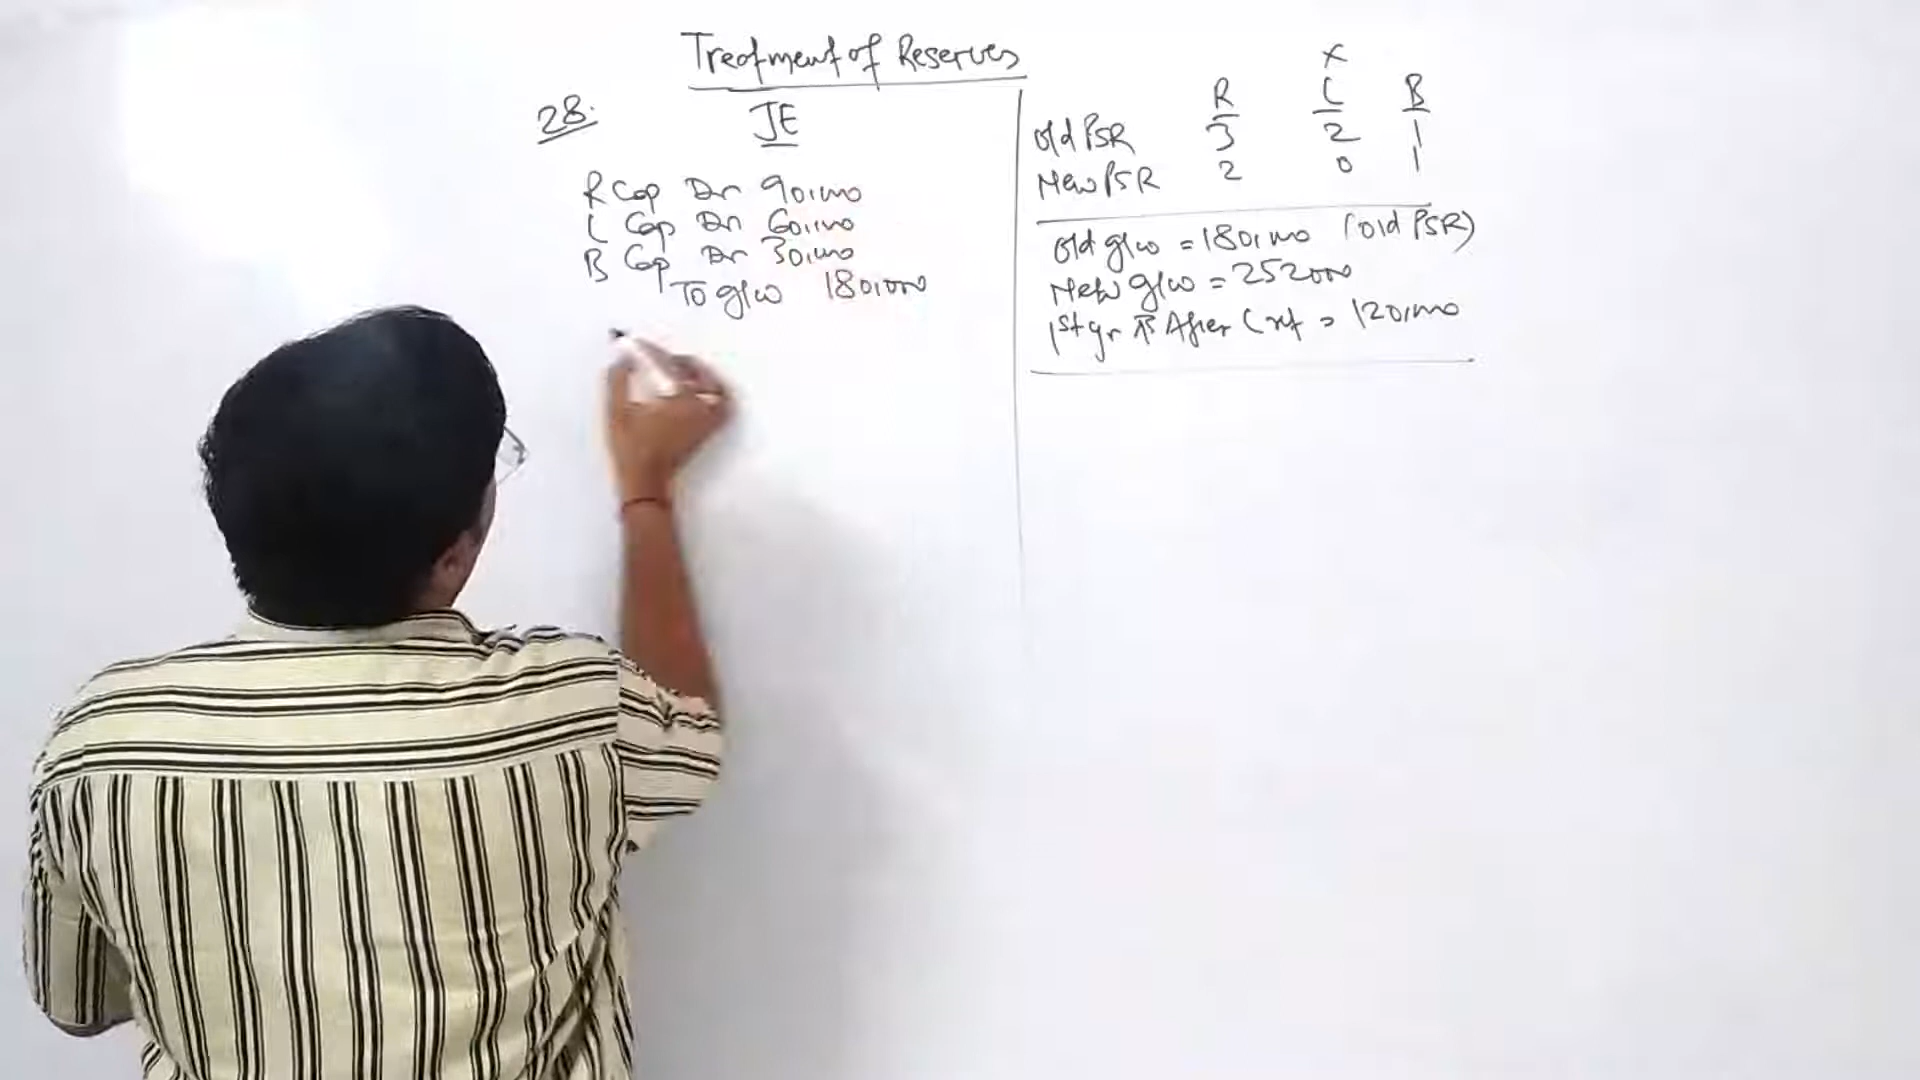 Treatment of Reserves
28.
JE
R Cap Dr 90,000
C Cap Dr 60,000
B Cap Dr 30,000
To g/w 180,000
X
R C B
Old PSR 3 2 1
New PSR 2 0 1
Old g/w = 180,000 (old PSR)
New g/w = 252000
1st yr After = 120,000